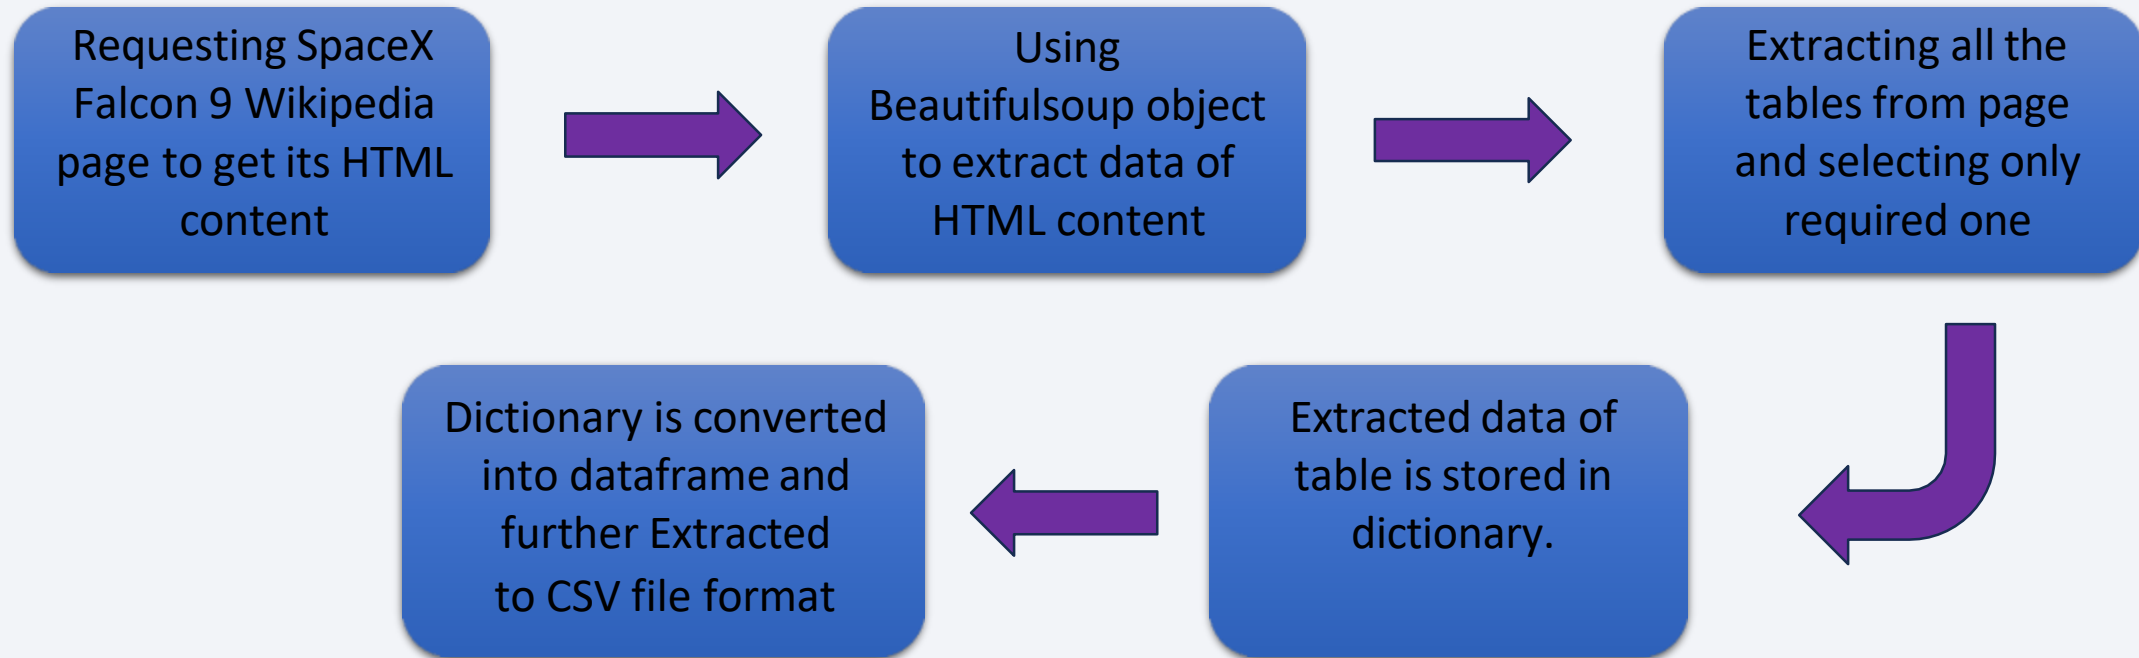 Requesting SpaceX
Falcon 9 Wikipedia
page to get its HTML
content
Using
Beautifulsoup object
to extract data of
HTML content
Extracting all the
tables from page
and selecting only
required one
Extracted data of
table is stored in
dictionary.
Dictionary is converted
into dataframe and
further Extracted
to CSV file format